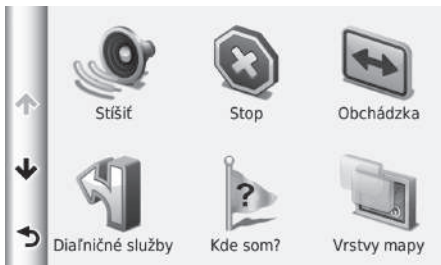 Stíšiť
Stop
Obchádzka
Diaľničné služby
?
Kde som?
Vrstvy mapy